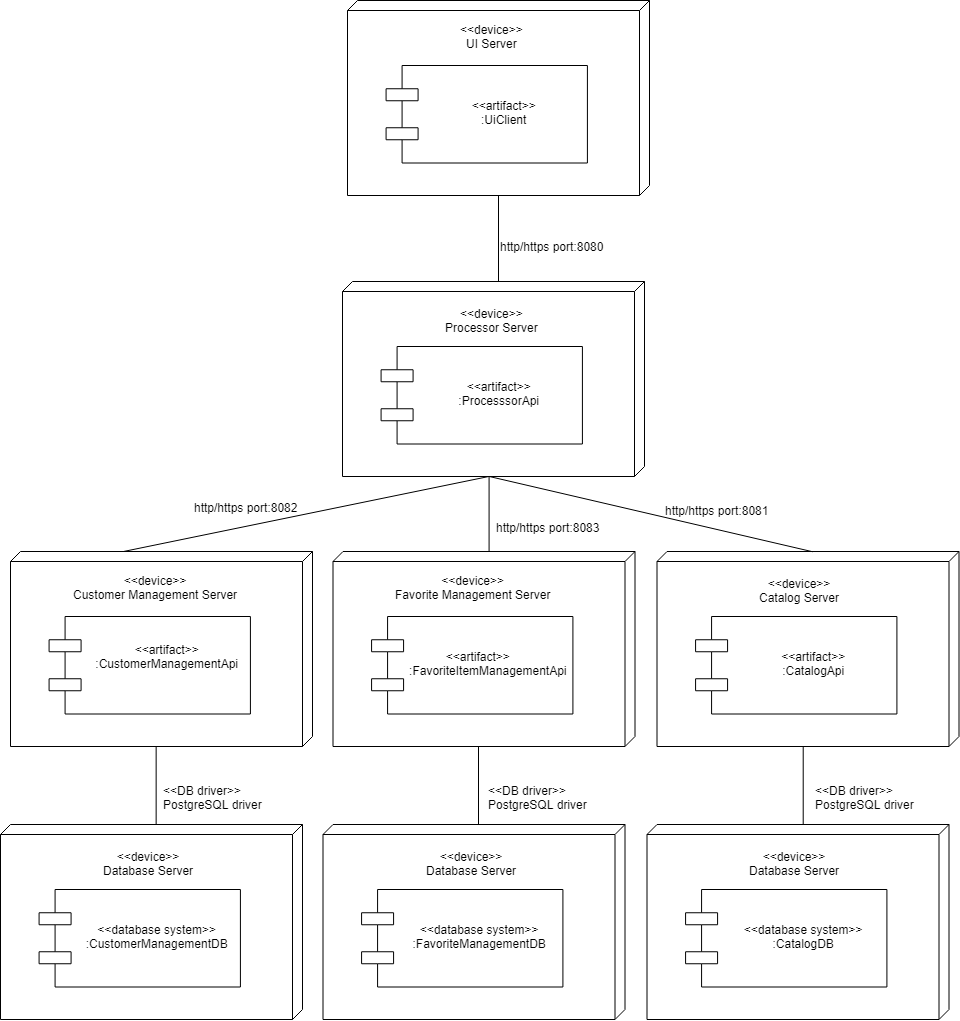 <<device>>
UI Server
<<artifact>>
:UiClient
http/https port:8080
<<device>>
Processor Server
<<artifact>>
:ProcesssorApi
http/https port:8082
http/https port:8083
http/https port:8081
<<device>>
Customer Management Server
<<artifact>>
:CustomerManagementApi
<<device>>
Favorite Management Server
<<artifact>>
:FavoriteItemManagementApi
<<device>>
Catalog Server
<<artifact>>
:CatalogApi
<<DB driver>>
PostgreSQL driver
<<DB driver>>
PostgreSQL driver
<<DB driver>>
PostgreSQL driver
<<device>>
Database Server
<<database system>>
:CustomerManagementDB
<<device>>
Database Server
<<database system>>
:FavoriteManagementDB
<<device>>
Database Server
<<database system>>
:CatalogDB